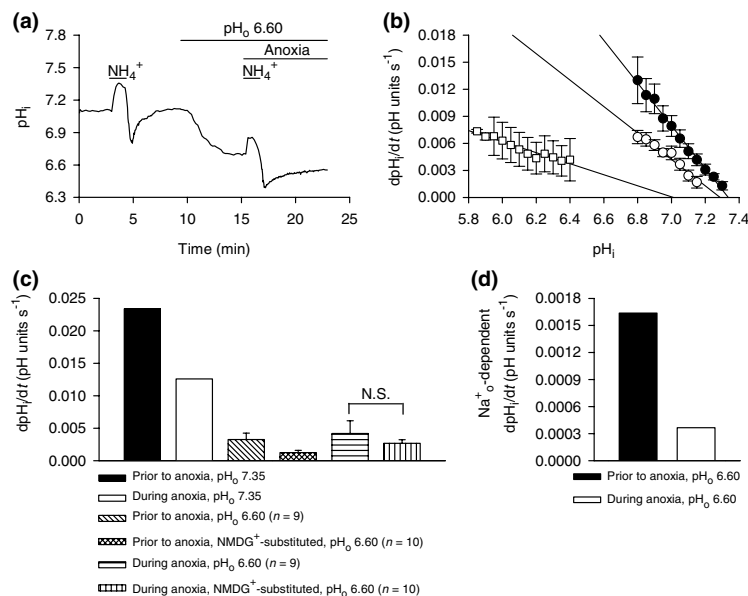 (a)
pHₒ 6.60
Anoxia
NH₄⁺
NH₄⁺
7.8
7.5
7.2
6.9
6.6
6.3
pHᵢ
0
5
10
15
20
25
Time (min)
(b)
0.018
0.015
0.012
0.009
0.006
0.003
0.000
dpHᵢ/dt (pH units s⁻¹)
5.8
6.0
6.2
6.4
6.6
6.8
7.0
7.2
7.4
pHᵢ
(c)
0.025
0.020
0.015
0.010
0.005
0.000
dpHᵢ/dt (pH units s⁻¹)
N.S.
Prior to anoxia, pHₒ 7.35
During anoxia, pHₒ 7.35
Prior to anoxia, pHₒ 6.60 (n = 9)
Prior to anoxia, NMDG⁺-substituted, pHₒ 6.60 (n = 10)
During anoxia, pHₒ 6.60 (n = 9)
During anoxia, NMDG⁺-substituted, pHₒ 6.60 (n = 10)
(d)
0.0018
0.0015
0.0012
0.0009
0.0006
0.0003
0.0000
Na⁺ₒ-dependent
dpHᵢ/dt (pH units s⁻¹)
Prior to anoxia, pHₒ 6.60
During anoxia, pHₒ 6.60